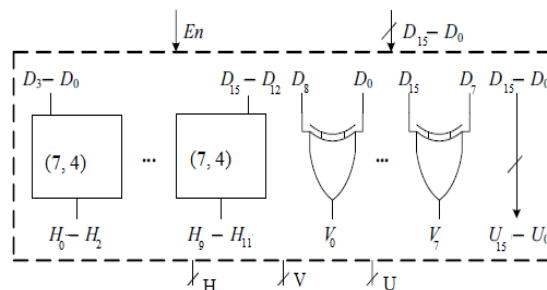 En
D15 – D0
D3 – D0
D15 – D12
D8
D0
D15
D7
D15 – D0
(7, 4)
...
(7, 4)
...
H0 – H2
H9 – H11
V0
V7
U15 – U0
H
V
U